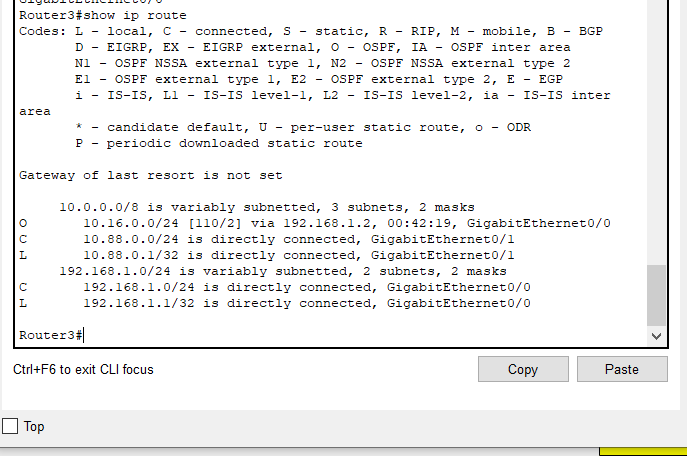 GigabitEthernet0/0
Router3#show ip route
Codes: L - local, C - connected, S - static, R - RIP, M - mobile, B - BGP
D - EIGRP, EX - EIGRP external, O - OSPF, IA - OSPF inter area
N1 - OSPF NSSA external type 1, N2 - OSPF NSSA external type 2
E1 - OSPF external type 1, E2 - OSPF external type 2, E - EGP
i - IS-IS, L1 - IS-IS level-1, L2 - IS-IS level-2, ia - IS-IS inter
area
* - candidate default, U - per-user static route, o - ODR
P - periodic downloaded static route
Gateway of last resort is not set
10.0.0.0/8 is variably subnetted, 3 subnets, 2 masks
O 10.16.0.0/24 [110/2] via 192.168.1.2, 00:42:19, GigabitEthernet0/0
C 10.88.0.0/24 is directly connected, GigabitEthernet0/1
L 10.88.0.1/32 is directly connected, GigabitEthernet0/1
192.168.1.0/24 is variably subnetted, 2 subnets, 2 masks
C 192.168.1.0/24 is directly connected, GigabitEthernet0/0
L 192.168.1.1/32 is directly connected, GigabitEthernet0/0
Router3#
Ctrl+F6 to exit CLI focus
Copy
Paste
Top